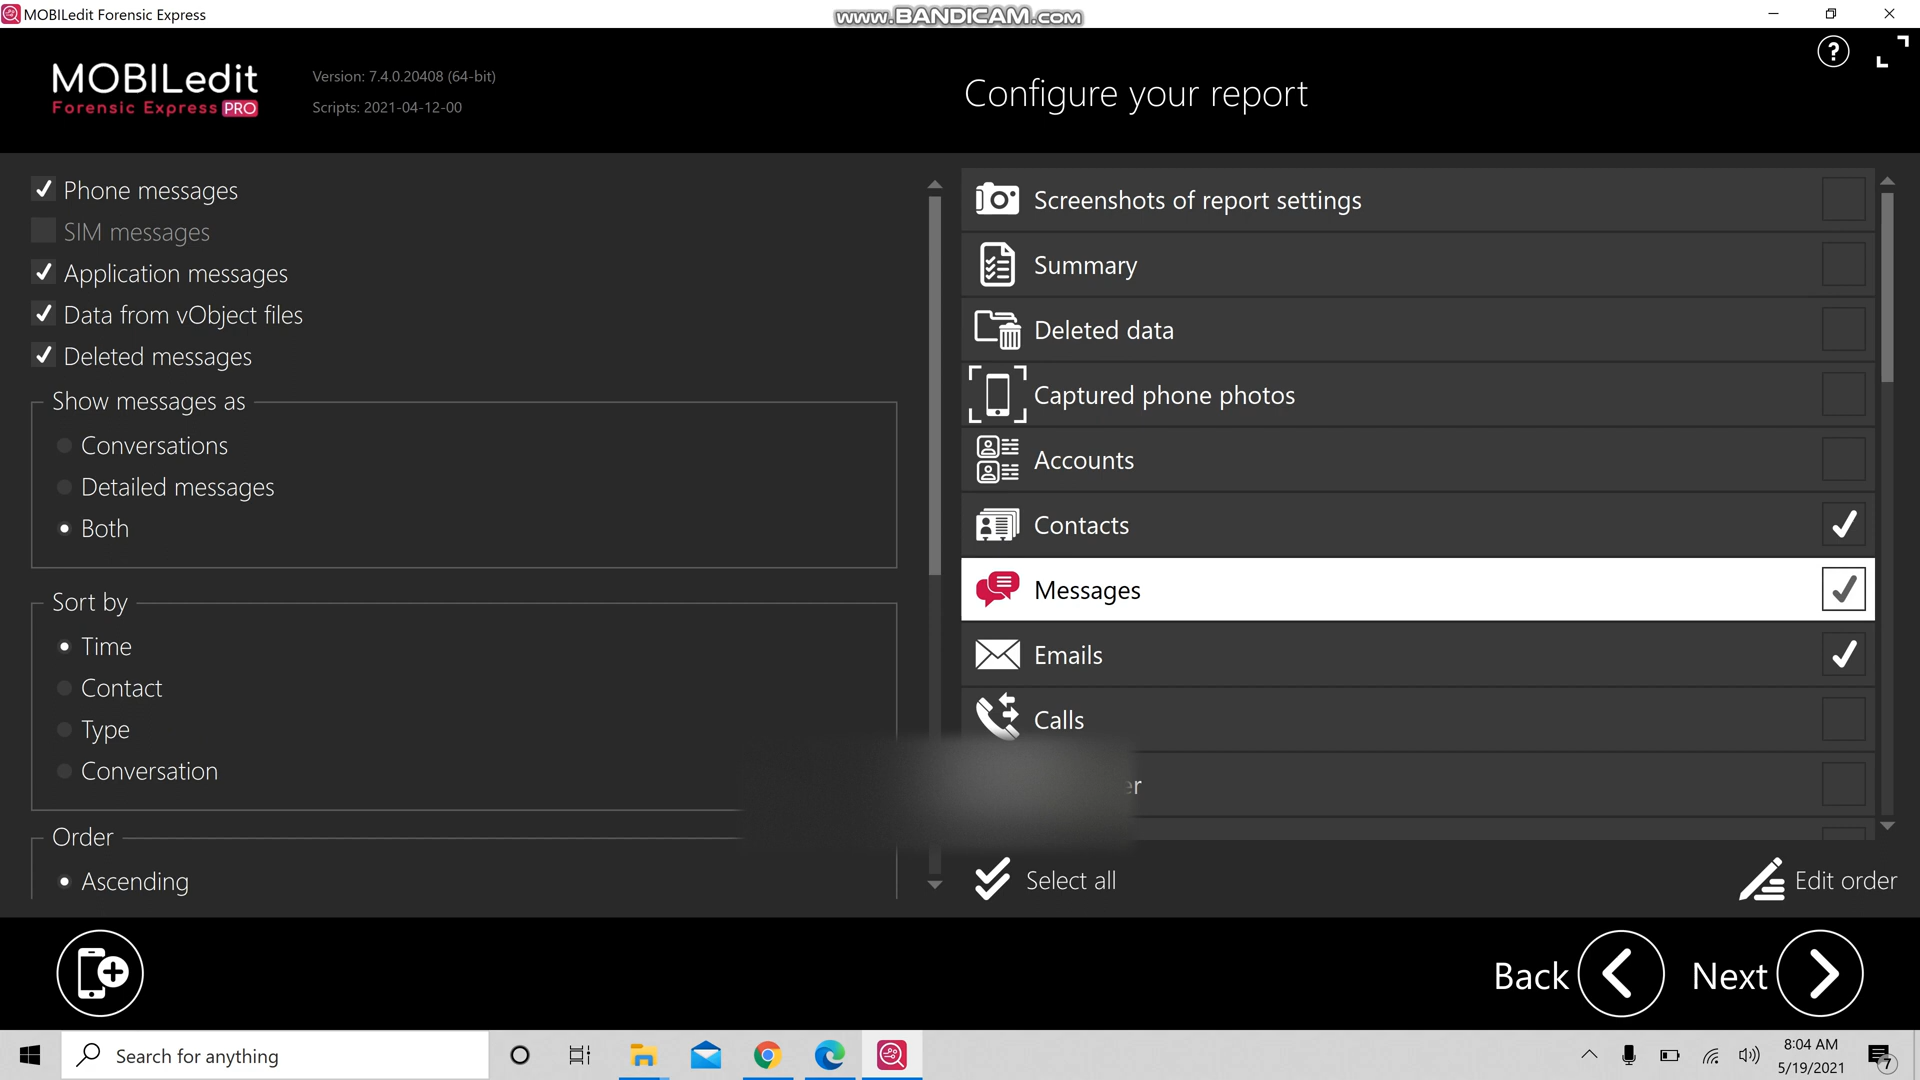 MOBILedit Forensic Express
www.BANDICAM.com
MOBILedit
Forensic Express PRO
Version: 7.4.0.20408 (64-bit)
Scripts: 2021-04-12-00
Configure your report
?
Phone messages
SIM messages
Application messages
Data from vObject files
Deleted messages
Show messages as
Conversations
Detailed messages
Both
Sort by
Time
Contact
Type
Conversation
Order
Ascending
Screenshots of report settings
Summary
Deleted data
Captured phone photos
Accounts
Contacts
Messages
Emails
Calls
Select all
Edit order
Back
Next
Search for anything
8:04 AM
5/19/2021
7